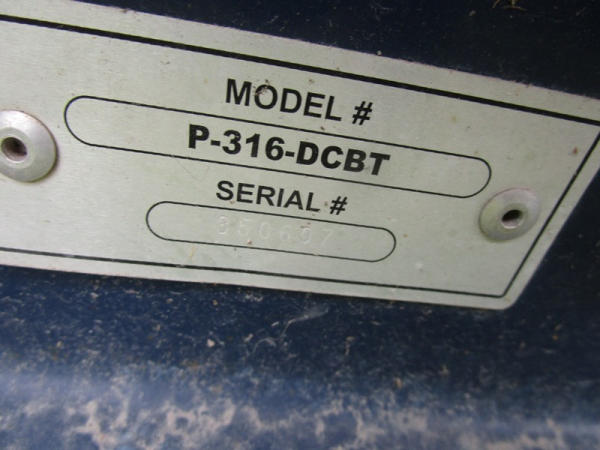 MODEL #
P-316-DCBT
SERIAL #